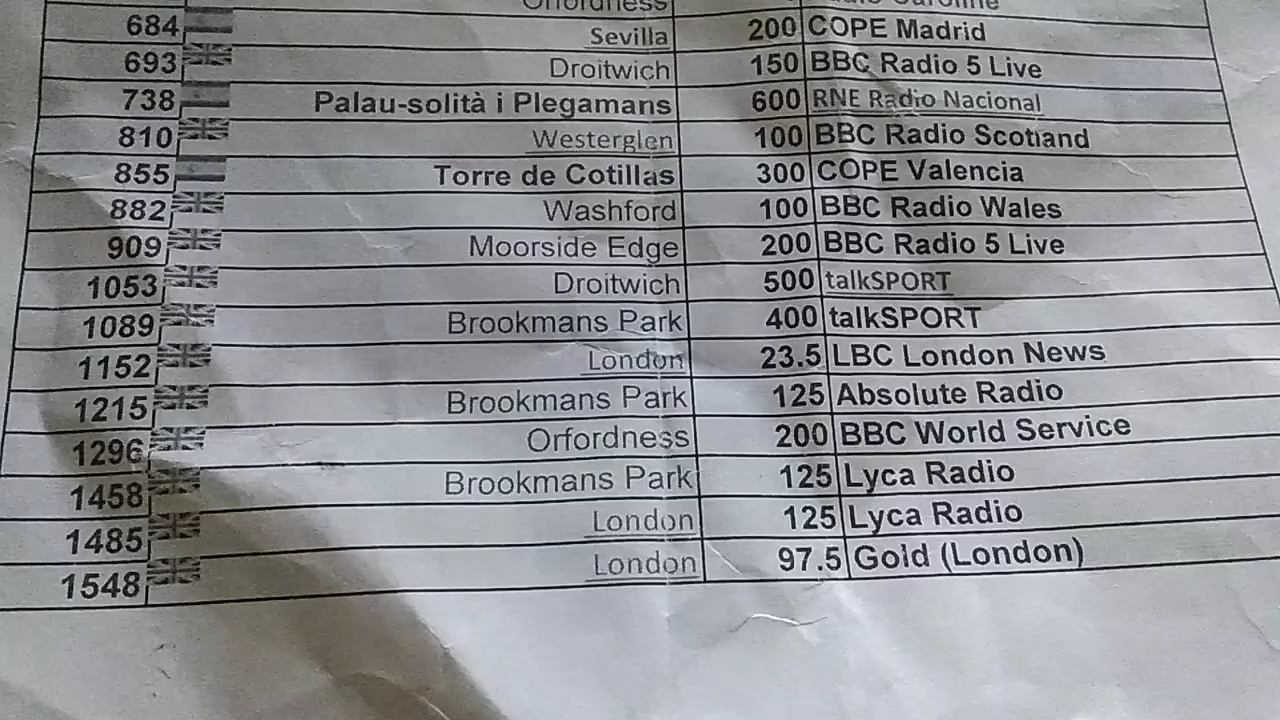 Orfordness
684 Sevilla 200 COPE Madrid
693 Droitwich 150 BBC Radio 5 Live
738 Palau-solità i Plegamans 600 RNE Radio Nacional
810 Westerglen 100 BBC Radio Scotland
855 Torre de Cotillas 300 COPE Valencia
882 Washford 100 BBC Radio Wales
909 Moorside Edge 200 BBC Radio 5 Live
1053 Droitwich 500 talkSPORT
1089 Brookmans Park 400 talkSPORT
1152 London 23.5 LBC London News
1215 Brookmans Park 125 Absolute Radio
1296 Orfordness 200 BBC World Service
1458 Brookmans Park 125 Lyca Radio
1485 London 125 Lyca Radio
1548 London 97.5 Gold (London)